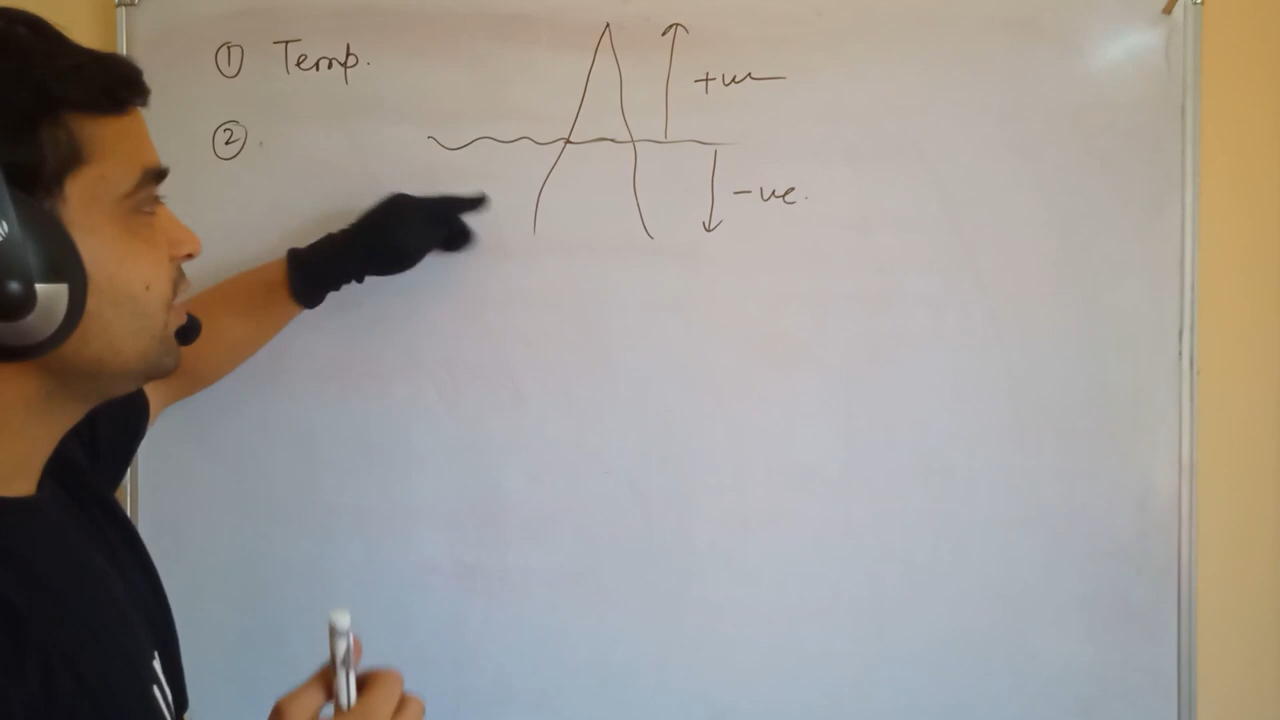 ① Temp.
②.
+ve
-ve.